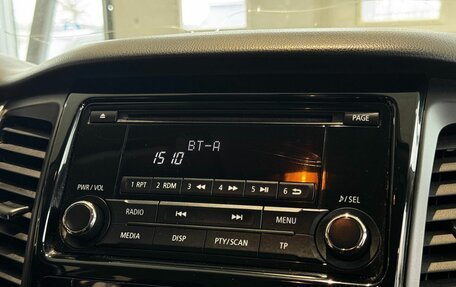 PAGE
BT-A
15 10
1 RPT 2 RDM 3 4 5 6
PWR / VOL
/ SEL
RADIO MENU
MEDIA DISP PTY/SCAN TP